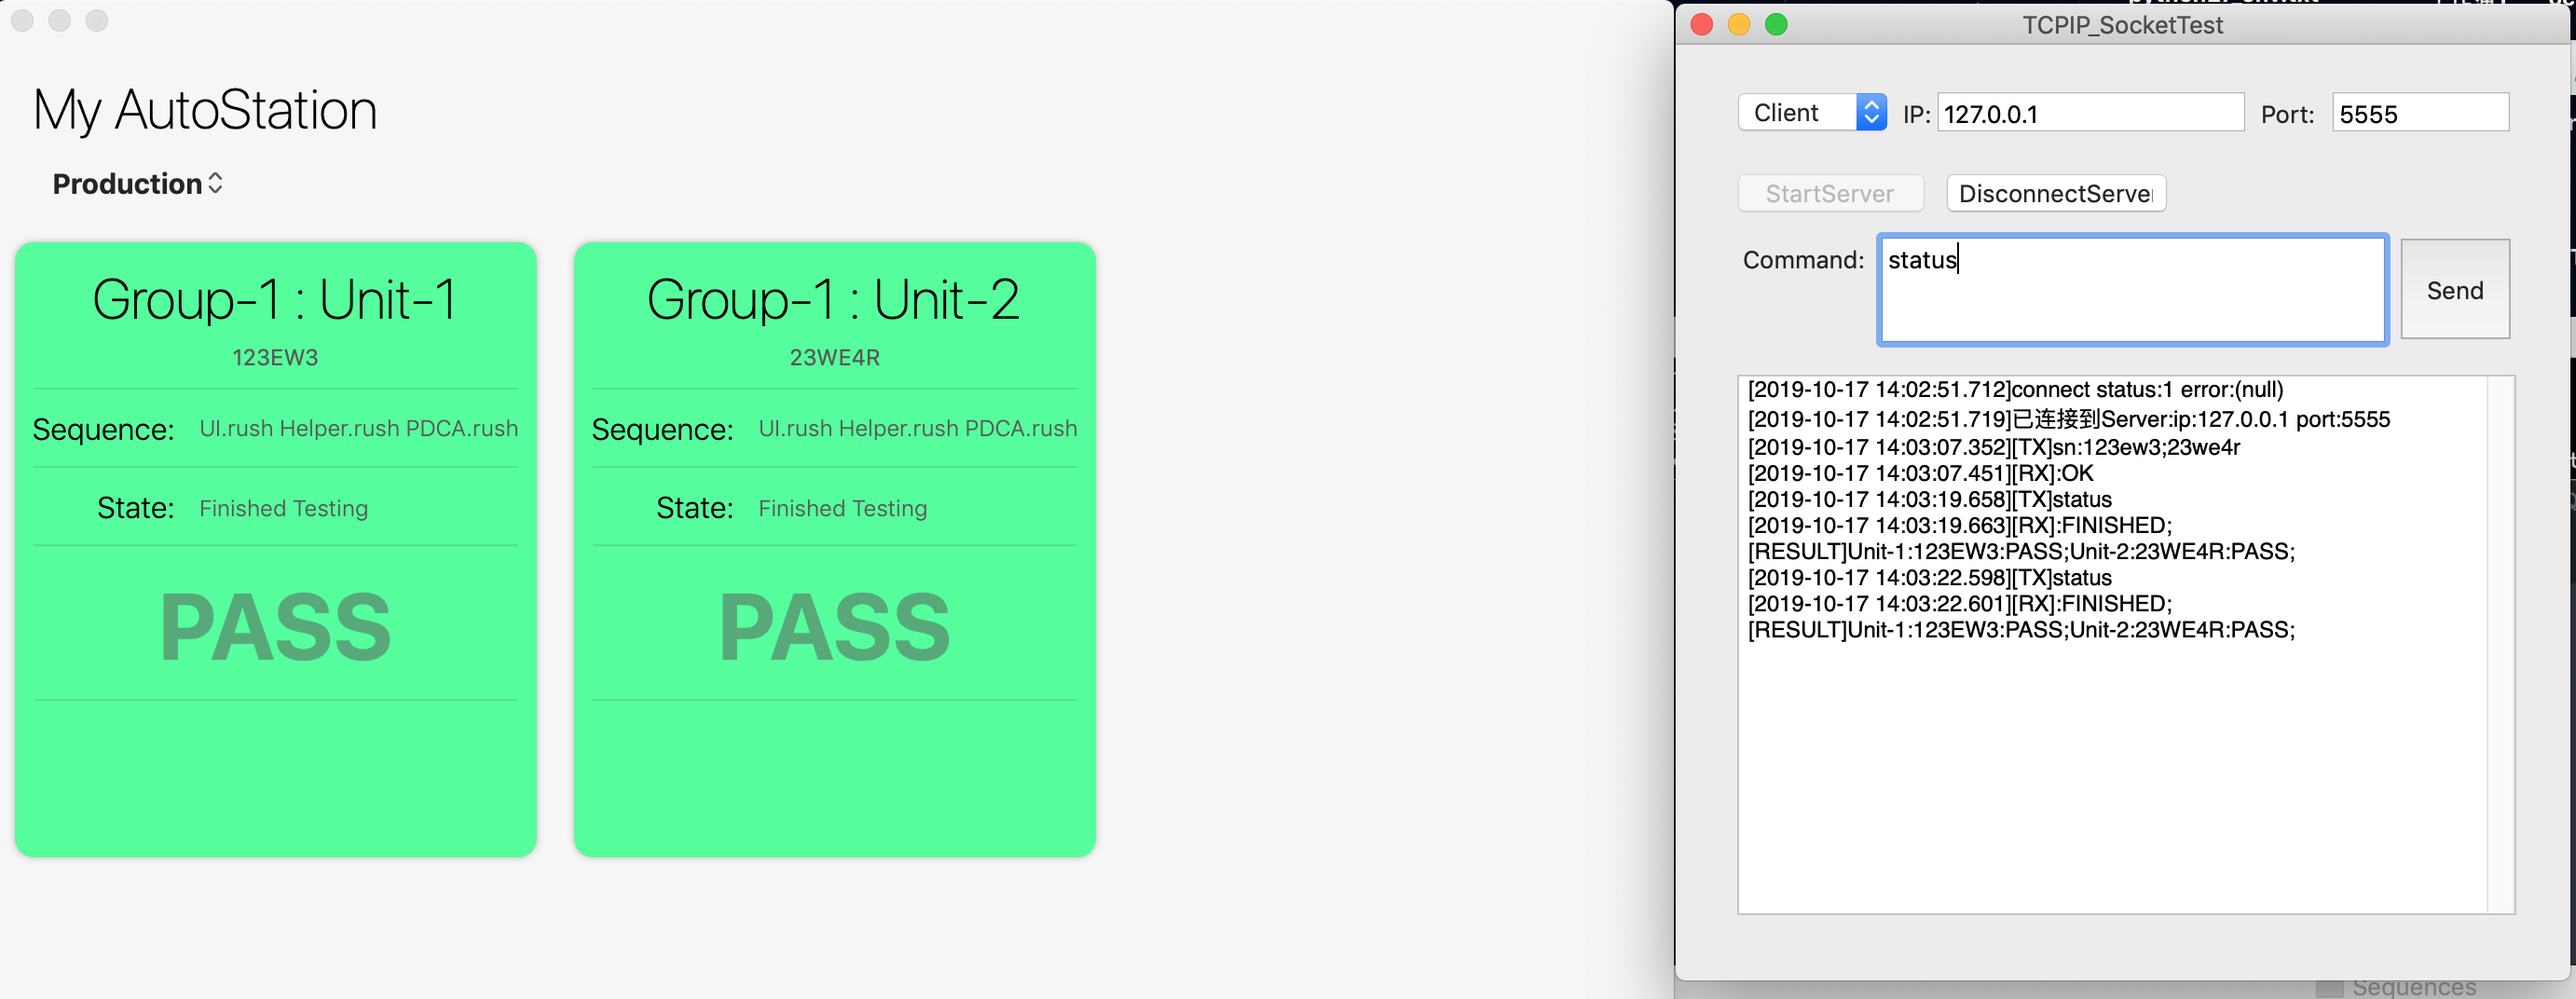 My AutoStation
Production
Group-1 : Unit-1
123EW3
Sequence: UI.rush Helper.rush PDCA.rush
State: Finished Testing
PASS
Group-1 : Unit-2
23WE4R
Sequence: UI.rush Helper.rush PDCA.rush
State: Finished Testing
PASS
TCPIP_SocketTest
Client IP: 127.0.0.1 Port: 5555
StartServer DisconnectServer
Command: status Send
[2019-10-17 14:02:51.712]connect status:1 error:(null)
[2019-10-17 14:02:51.719]已连接到Server:ip:127.0.0.1 port:5555
[2019-10-17 14:03:07.352][TX]sn:123ew3;23we4r
[2019-10-17 14:03:07.451][RX]:OK
[2019-10-17 14:03:19.658][TX]status
[2019-10-17 14:03:19.663][RX]:FINISHED;
[RESULT]Unit-1:123EW3:PASS;Unit-2:23WE4R:PASS;
[2019-10-17 14:03:22.598][TX]status
[2019-10-17 14:03:22.601][RX]:FINISHED;
[RESULT]Unit-1:123EW3:PASS;Unit-2:23WE4R:PASS;
Sequences